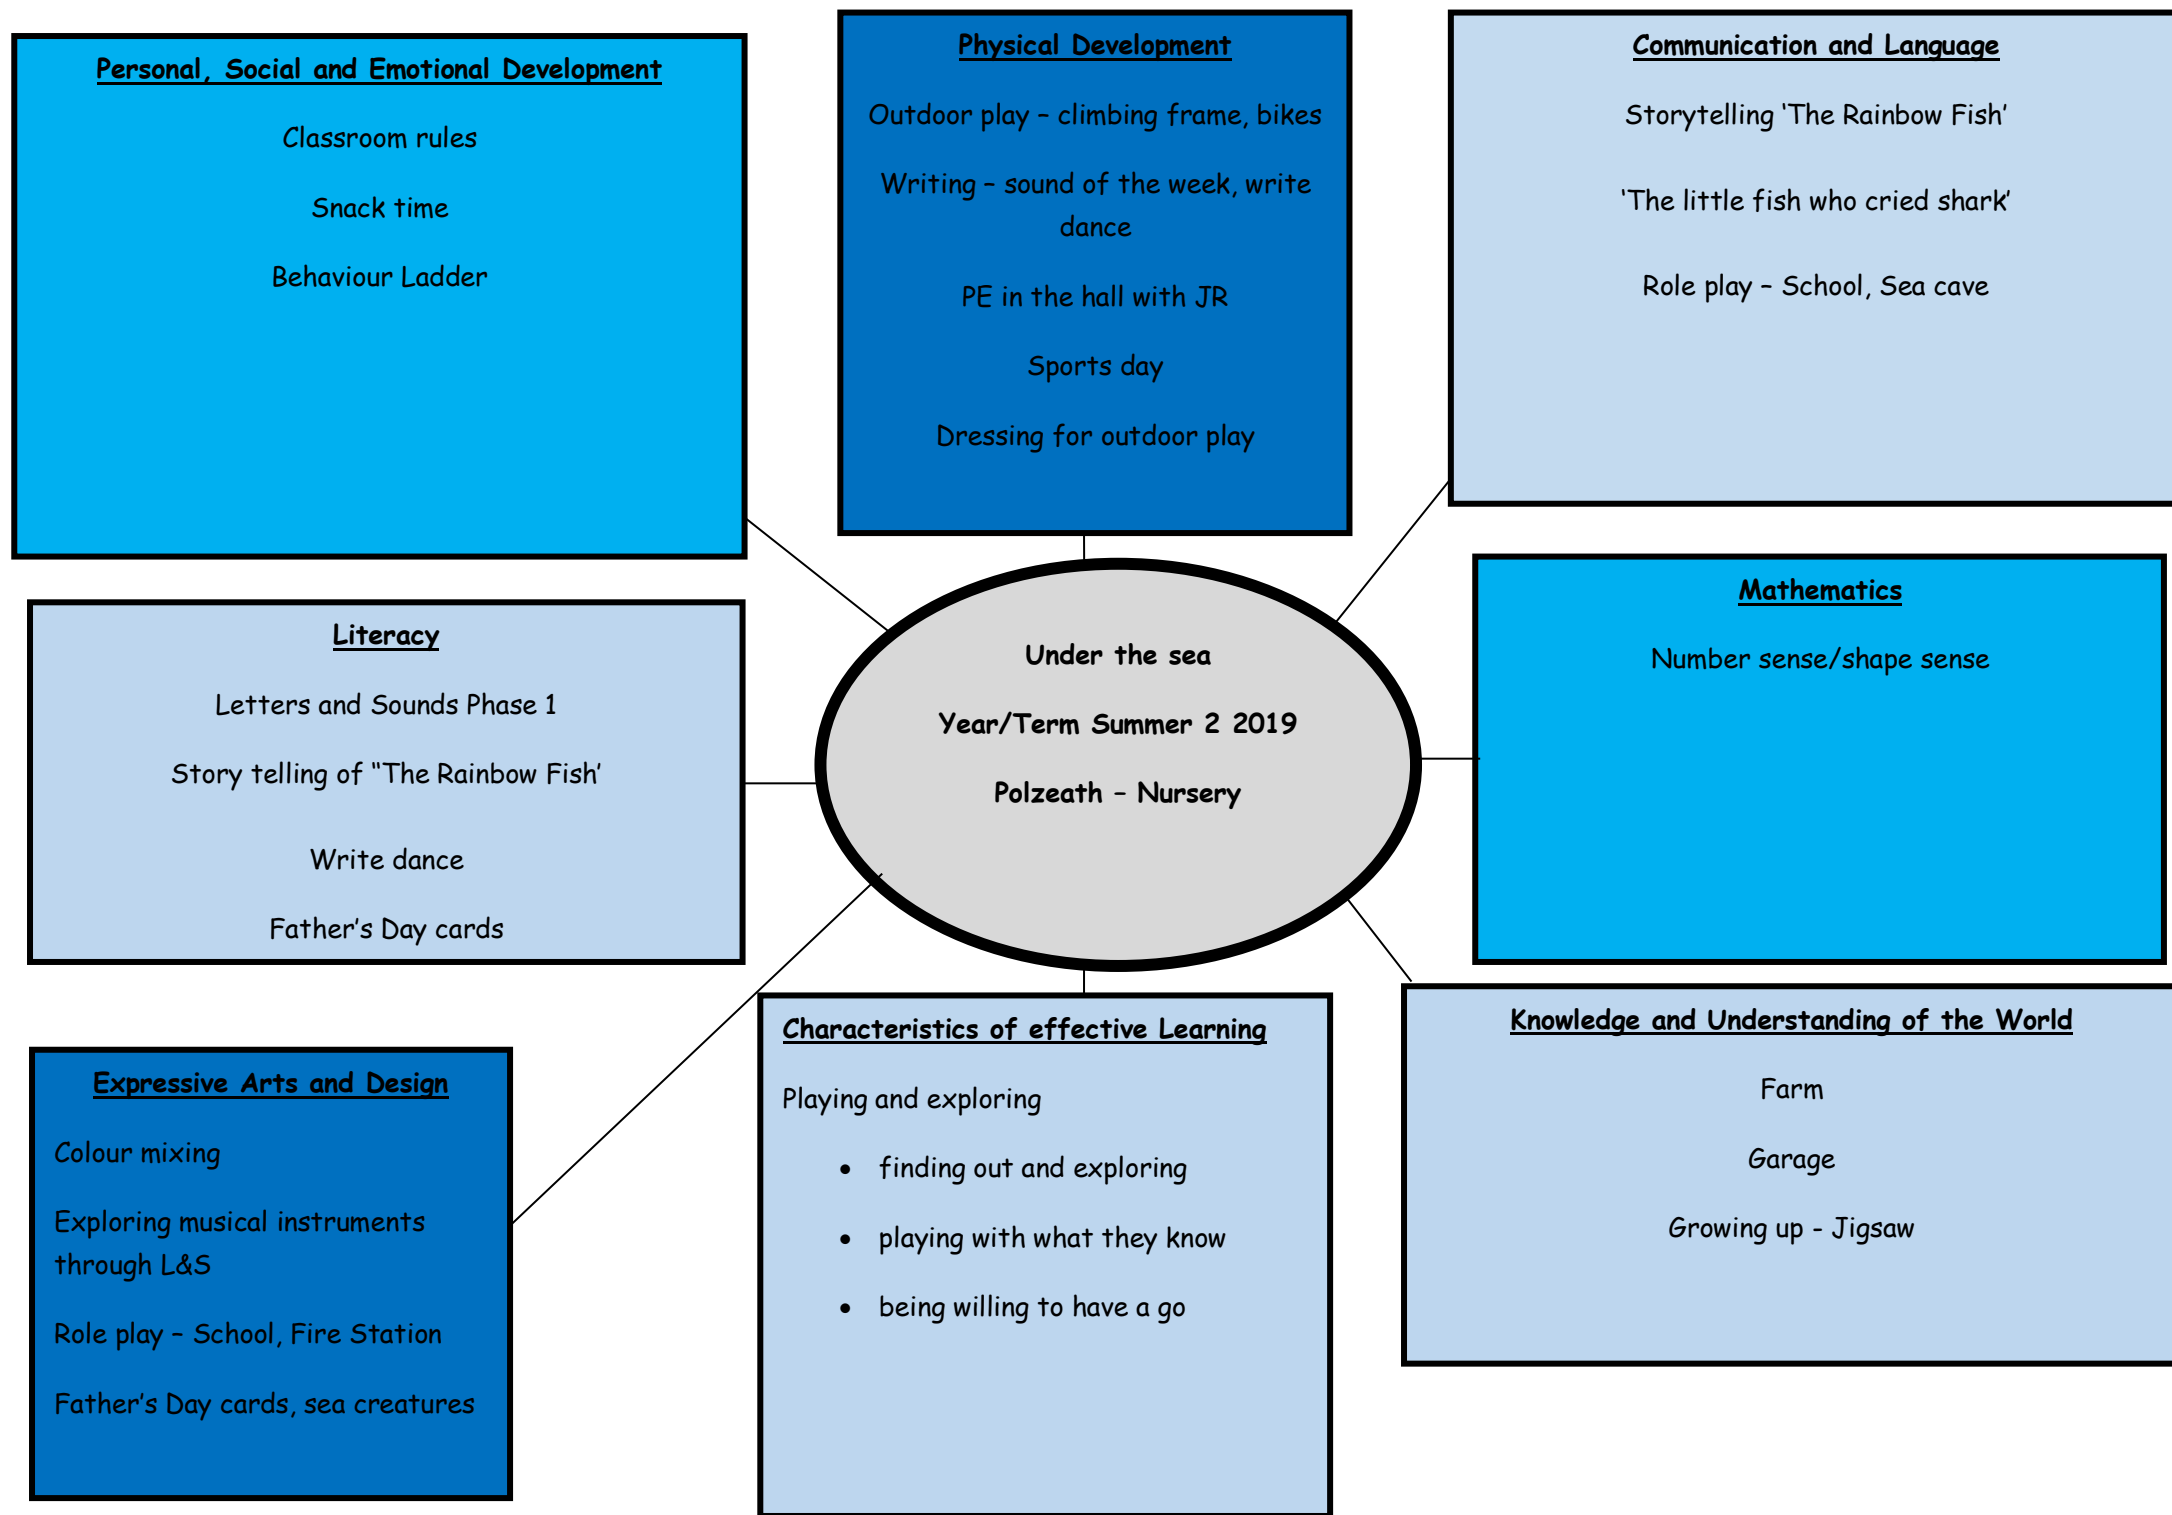 Personal, Social and Emotional Development
Classroom rules
Snack time
Behaviour Ladder
Physical Development
Outdoor play – climbing frame, bikes
Writing – sound of the week, write
dance
PE in the hall with JR
Sports day
Dressing for outdoor play
Communication and Language
Storytelling ‘The Rainbow Fish’
‘The little fish who cried shark’
Role play – School, Sea cave
Literacy
Letters and Sounds Phase 1
Story telling of “The Rainbow Fish’
Write dance
Father’s Day cards
Under the sea
Year/Term Summer 2 2019
Polzeath – Nursery
Mathematics
Number sense/shape sense
Expressive Arts and Design
Colour mixing
Exploring musical instruments
through L&S
Role play – School, Fire Station
Father’s Day cards, sea creatures
Characteristics of effective Learning
Playing and exploring
• finding out and exploring
• playing with what they know
• being willing to have a go
Knowledge and Understanding of the World
Farm
Garage
Growing up - Jigsaw